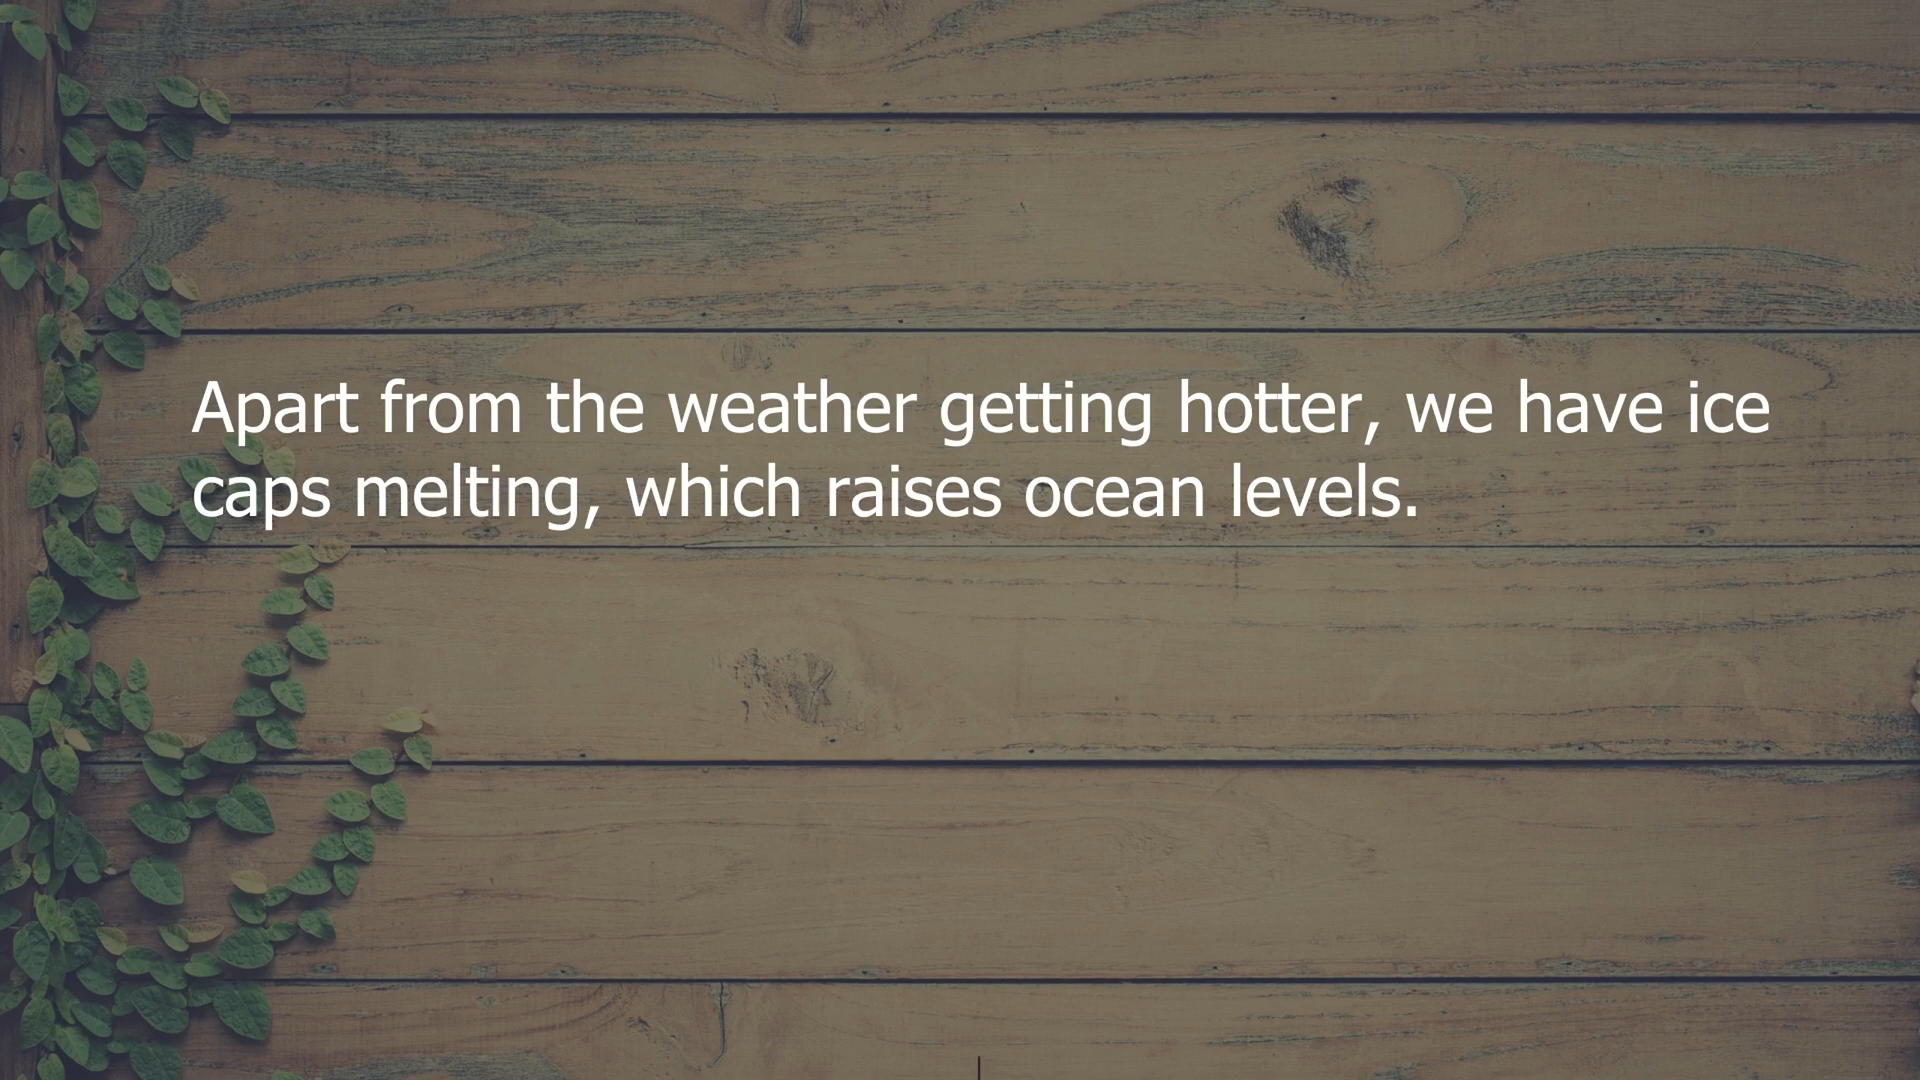 Apart from the weather getting hotter, we have ice
caps melting, which raises ocean levels.